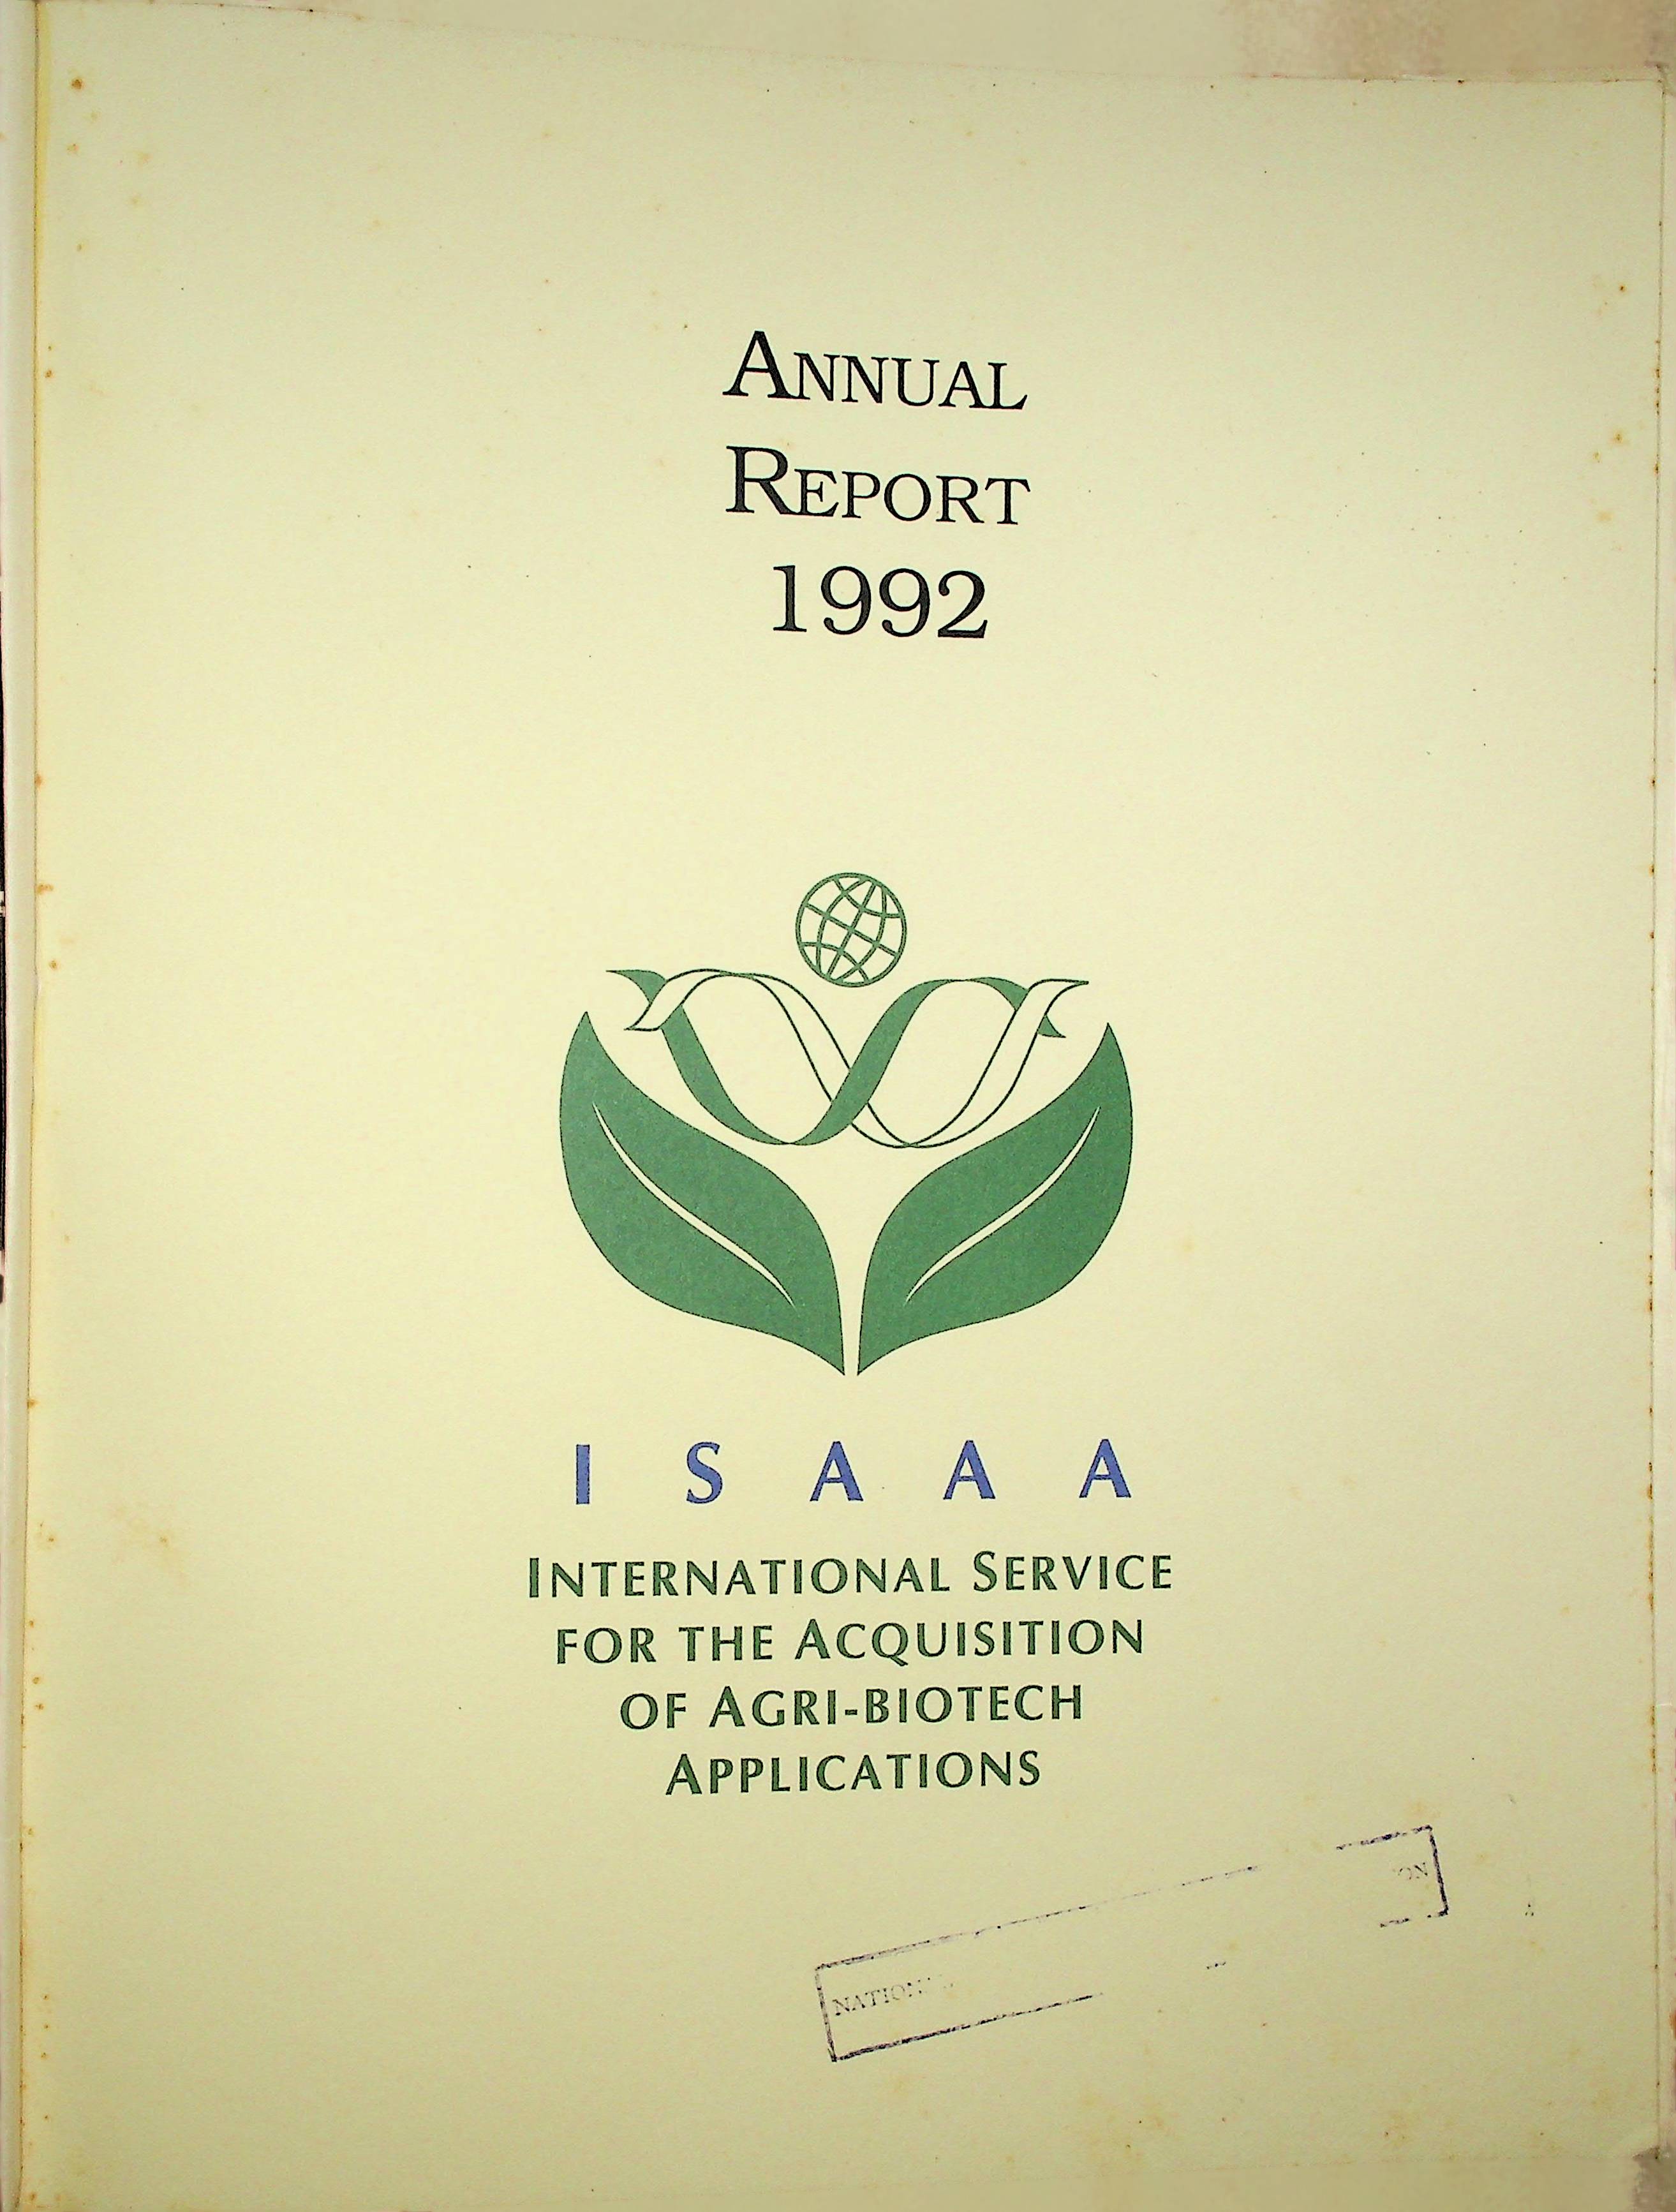 ANNUAL
REPORT
1992
I S A A A
INTERNATIONAL SERVICE
FOR THE ACQUISITION
OF AGRI-BIOTECH
APPLICATIONS